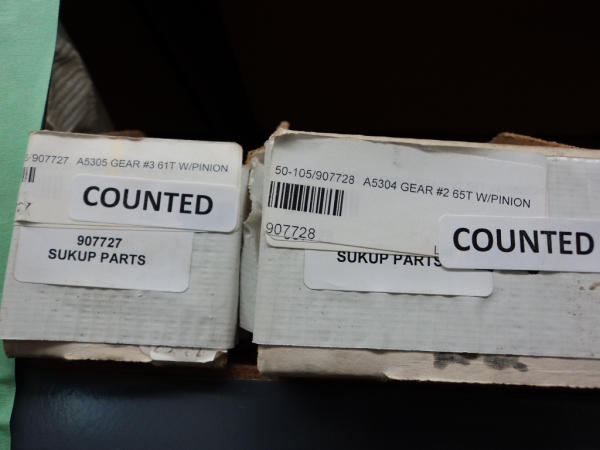 /907727 A5305 GEAR #3 61T W/PINION
COUNTED
907727
SUKUP PARTS
50-105/907728 A5304 GEAR #2 65T W/PINION
907728
COUNTED
SUKUP PARTS